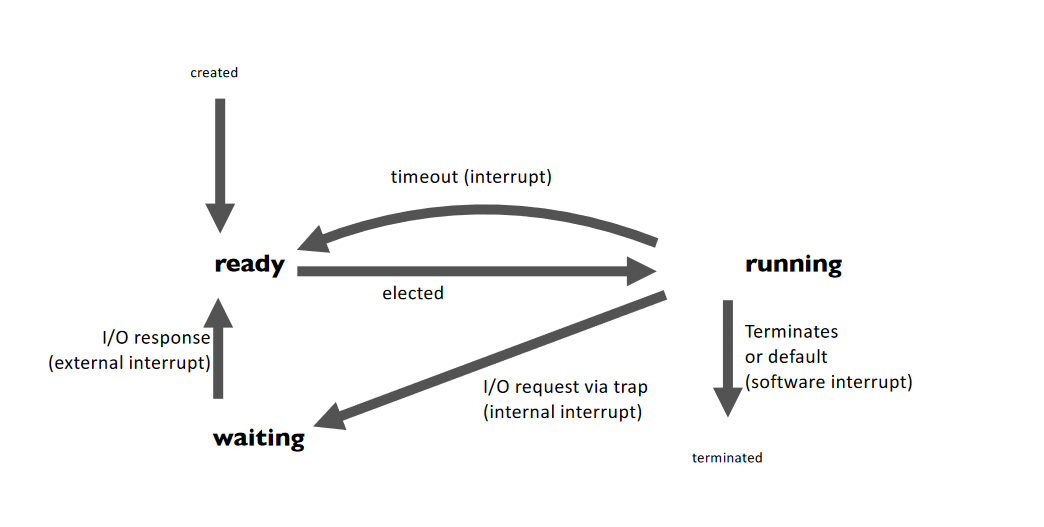 created
timeout (interrupt)
ready
running
elected
I/O response
(external interrupt)
Terminates
or default
(software interrupt)
I/O request via trap
(internal interrupt)
waiting
terminated